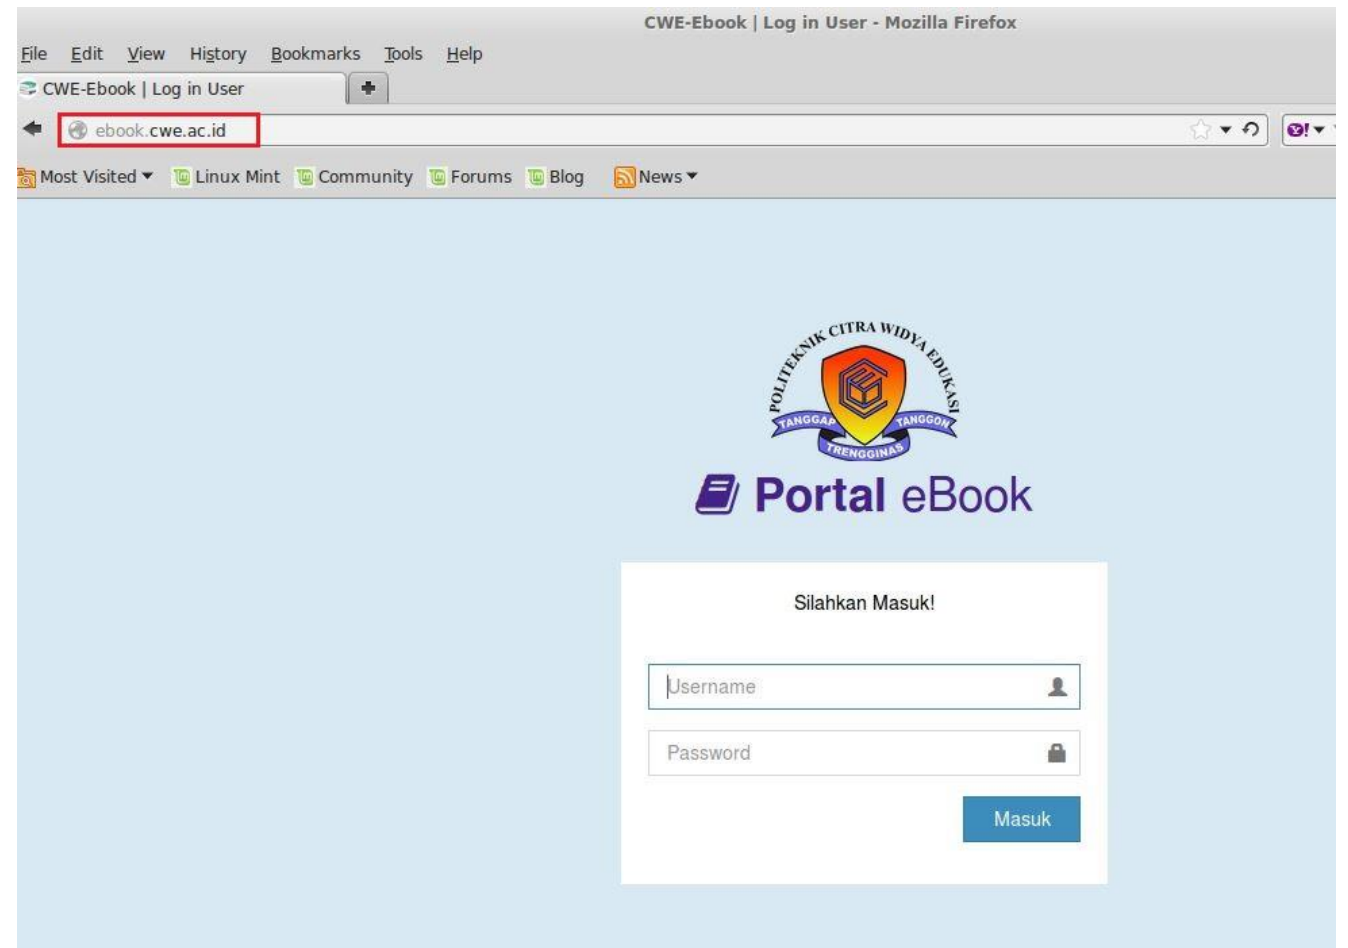 CWE-Ebook | Log in User - Mozilla Firefox
File Edit View History Bookmarks Tools Help
CWE-Ebook | Log in User
ebook.cwe.ac.id
Most Visited Linux Mint Community Forums Blog News
POLITEKNIK CITRA WIDYA EDUKASI
TANGGAP TANGGON
TRENGGINAS
Portal eBook
Silahkan Masuk!
Username
Password
Masuk